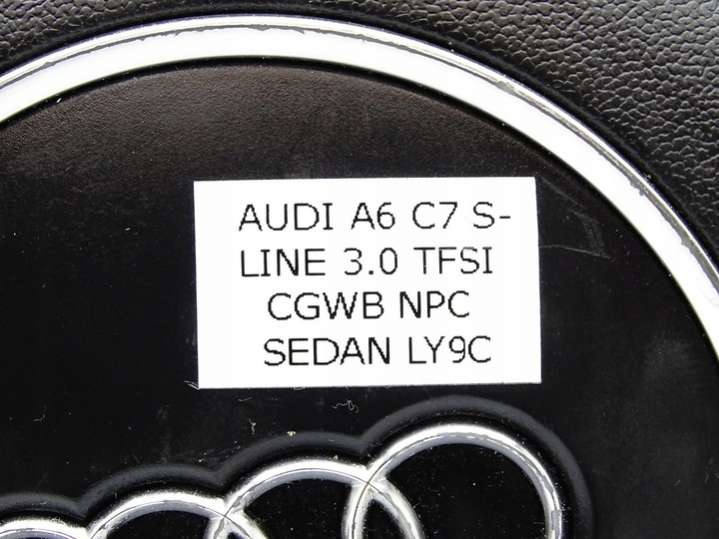 AUDI A6 C7 S-
LINE 3.0 TFSI
CGWB NPC
SEDAN LY9C